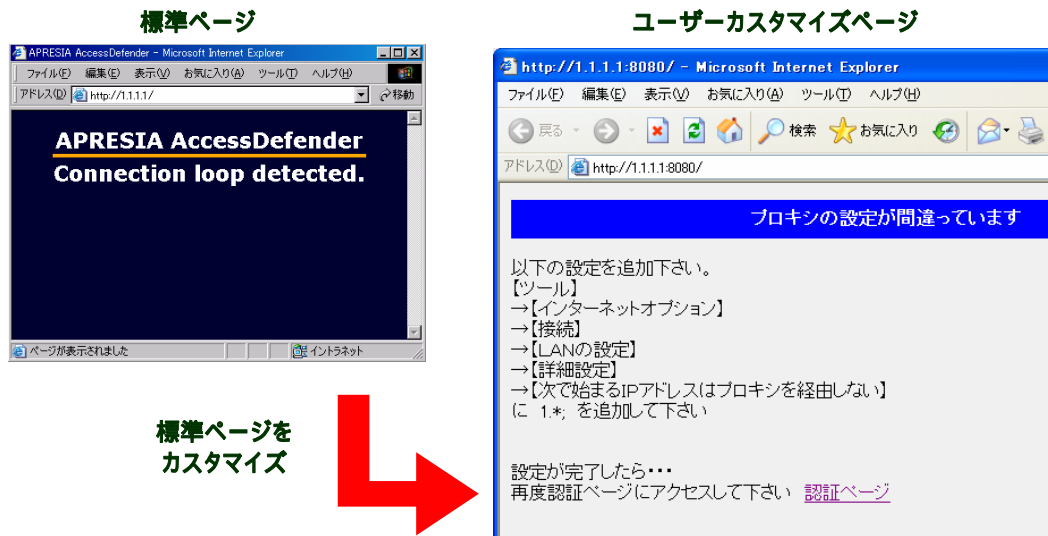 標準ページ
ユーザーカスタマイズページ
APRESIA AccessDefender - Microsoft Internet Explorer
ファイル(F) 編集(E) 表示(V) お気に入り(A) ツール(T) ヘルプ(H)
アドレス(D) http://1.1.1.1/ 移動
APRESIA AccessDefender
Connection loop detected.
ページが表示されました イントラネット
標準ページを
カスタマイズ
http://1.1.1.1:8080/ - Microsoft Internet Explorer
ファイル(F) 編集(E) 表示(V) お気に入り(A) ツール(T) ヘルプ(H)
戻る 検索 お気に入り
アドレス(D) http://1.1.1.1:8080/
プロキシの設定が間違っています
以下の設定を追加下さい。
【ツール】
→【インターネットオプション】
→【接続】
→【LANの設定】
→【詳細設定】
→【次で始まるIPアドレスはプロキシを経由しない】
に 1.*; を追加して下さい
設定が完了したら・・・
再度認証ページにアクセスして下さい 認証ページ